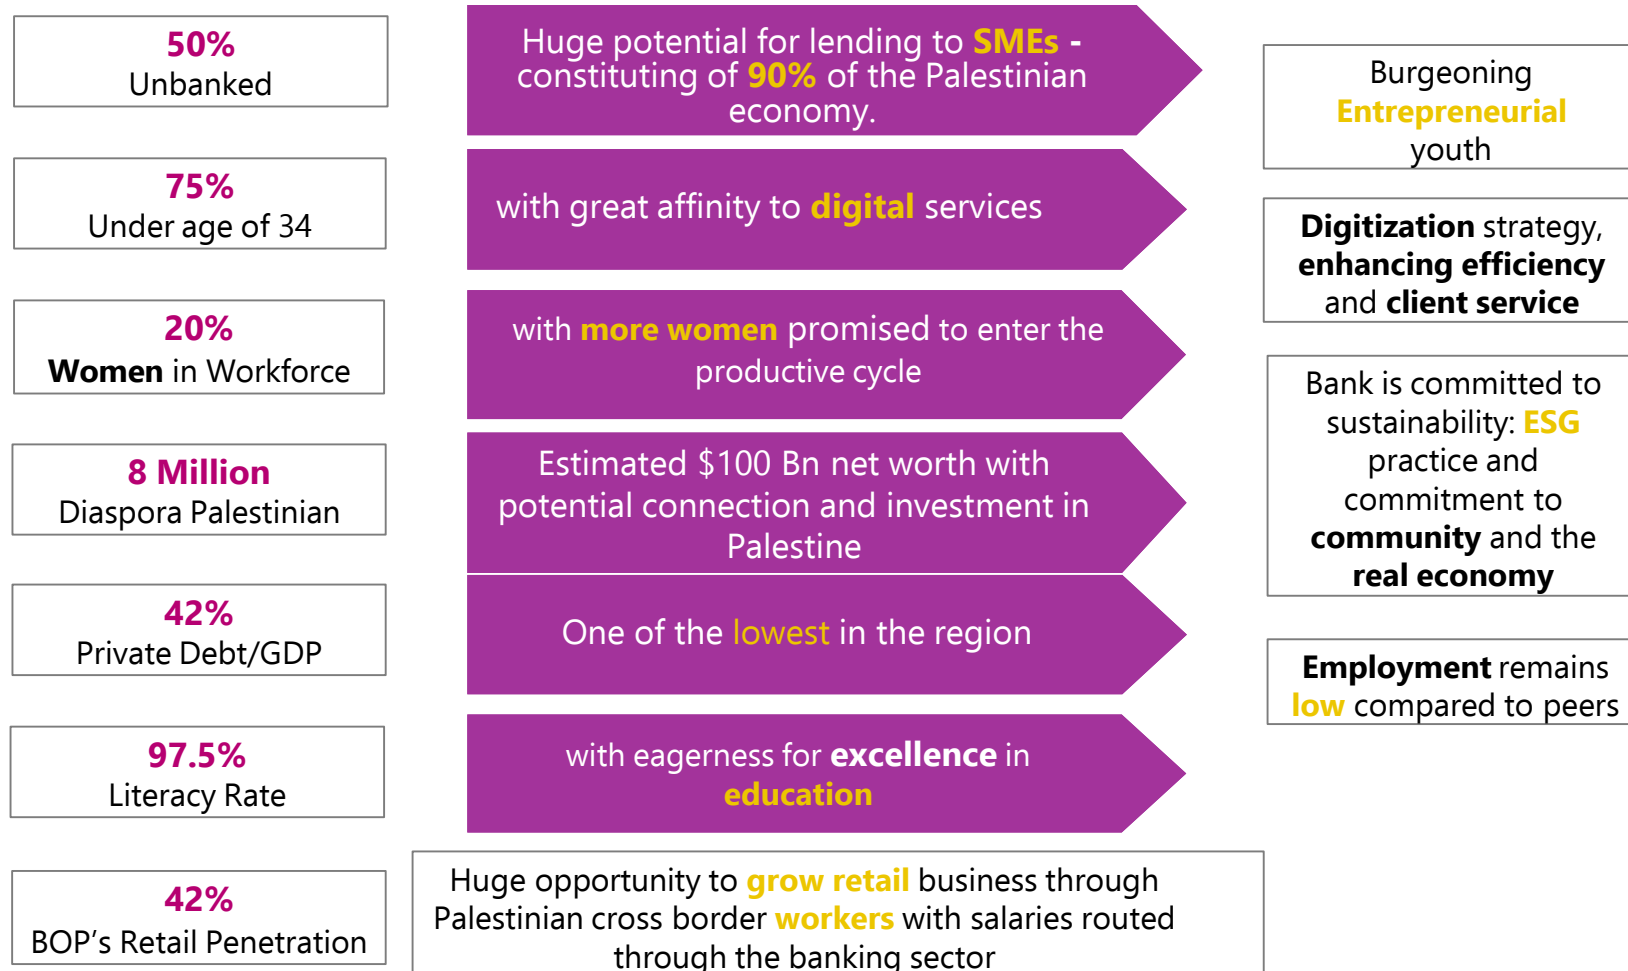 50%
Unbanked
Huge potential for lending to SMEs -
constituting of 90% of the Palestinian
economy.
Burgeoning
Entrepreneurial
youth
75%
Under age of 34
with great affinity to digital services
Digitization strategy,
enhancing efficiency
and client service
20%
Women in Workforce
with more women promised to enter the
productive cycle
Bank is committed to
sustainability: ESG
practice and
commitment to
community and the
real economy
8 Million
Diaspora Palestinian
Estimated $100 Bn net worth with
potential connection and investment in
Palestine
42%
Private Debt/GDP
One of the lowest in the region
Employment remains
low compared to peers
97.5%
Literacy Rate
with eagerness for excellence in
education
42%
BOP's Retail Penetration
Huge opportunity to grow retail business through
Palestinian cross border workers with salaries routed
through the banking sector